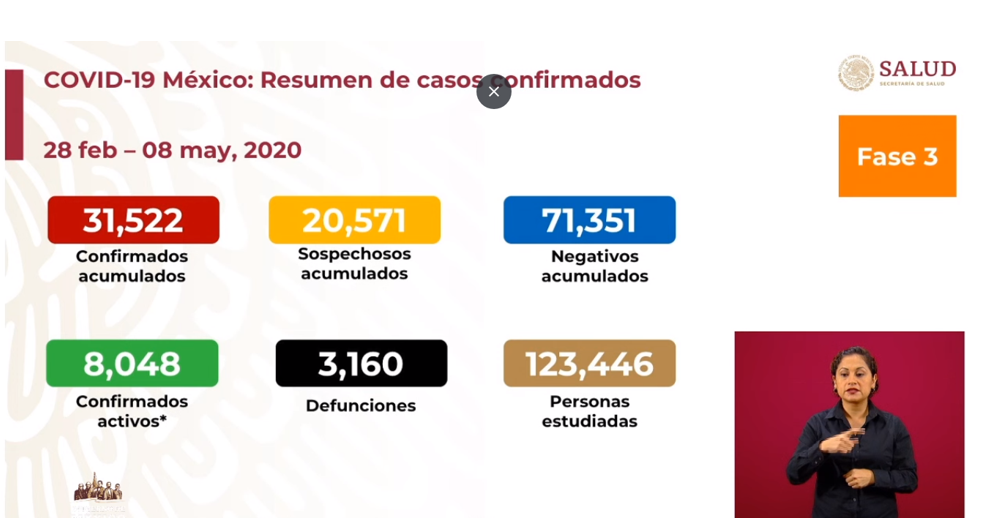 COVID-19 México: Resumen de casos confirmados
SALUD
SECRETARÍA DE SALUD
28 feb – 08 may, 2020
Fase 3
31,522
20,571
71,351
Confirmados
acumulados
Sospechosos
acumulados
Negativos
acumulados
8,048
3,160
123,446
Confirmados
activos*
Defunciones
Personas
estudiadas